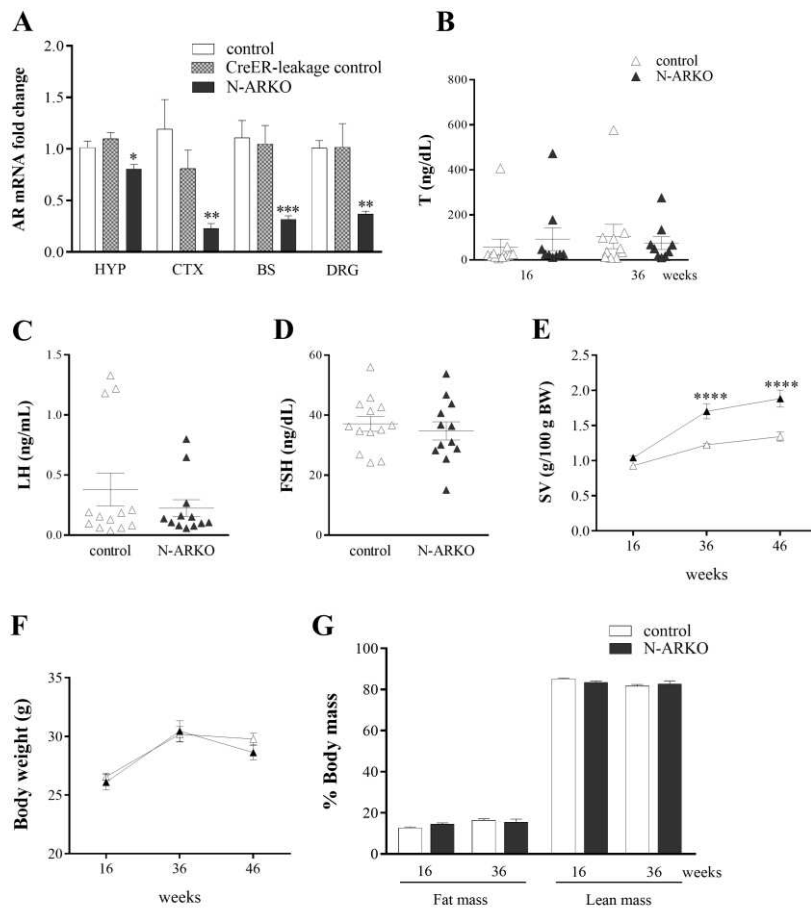 A
control
CreER-leakage control
N-ARKO
AR mRNA fold change
2.0
1.5
1.0
0.5
0.0
*
**
***
**
HYP CTX BS DRG
B
control
N-ARKO
T (ng/dL)
800
600
400
200
0
16 36 weeks
C
LH (ng/mL)
1.5
1.0
0.5
0.0
control N-ARKO
D
FSH (ng/dL)
60
40
20
0
control N-ARKO
E
SV (g/100 g BW)
2.5
2.0
1.5
1.0
0.5
0.0
**** ****
16 36 46
weeks
F
Body weight (g)
35
30
25
20
16 36 46
weeks
G
control
N-ARKO
% Body mass
100
80
60
40
20
0
16 36 16 36 weeks
Fat mass Lean mass